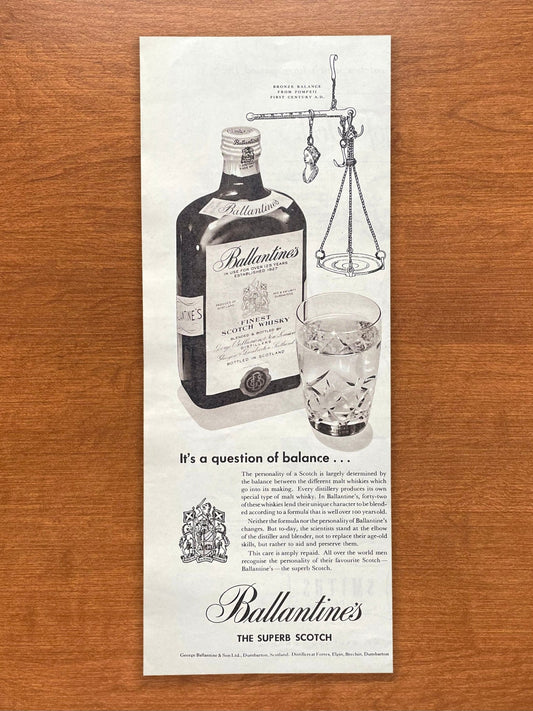 BRONZE BALANCE
FROM POMPEII
FIRST CENTURY A.D.
Ballantine's
Ballantine's
Ballantine's
IN USE FOR OVER 125 YEARS
ESTABLISHED 1827
FINEST
SCOTCH WHISKY
BLENDED & BOTTLED BY
DISTILLERS
BOTTLED IN SCOTLAND
It's a question of balance . . .
The personality of a Scotch is largely determined by
the balance between the different malt whiskies which
go into its making. Every distillery produces its own
special type of malt whisky. In Ballantine's, forty-two
of these whiskies lend their unique character to be blend-
ed according to a formula that is well over 100 years old.
Neither the formula nor the personality of Ballantine's
changes. But to-day, the scientists stand at the elbow
of the distiller and blender, not to replace their age-old
skills, but rather to aid and preserve them.
This care is amply repaid. All over the world men
recognise the personality of their favourite Scotch—
Ballantine's—the superb Scotch.
Ballantine's
THE SUPERB SCOTCH
George Ballantine & Son Ltd., Dumbarton, Scotland. Distillers at Forres, Elgin, Brechin, Dumbarton